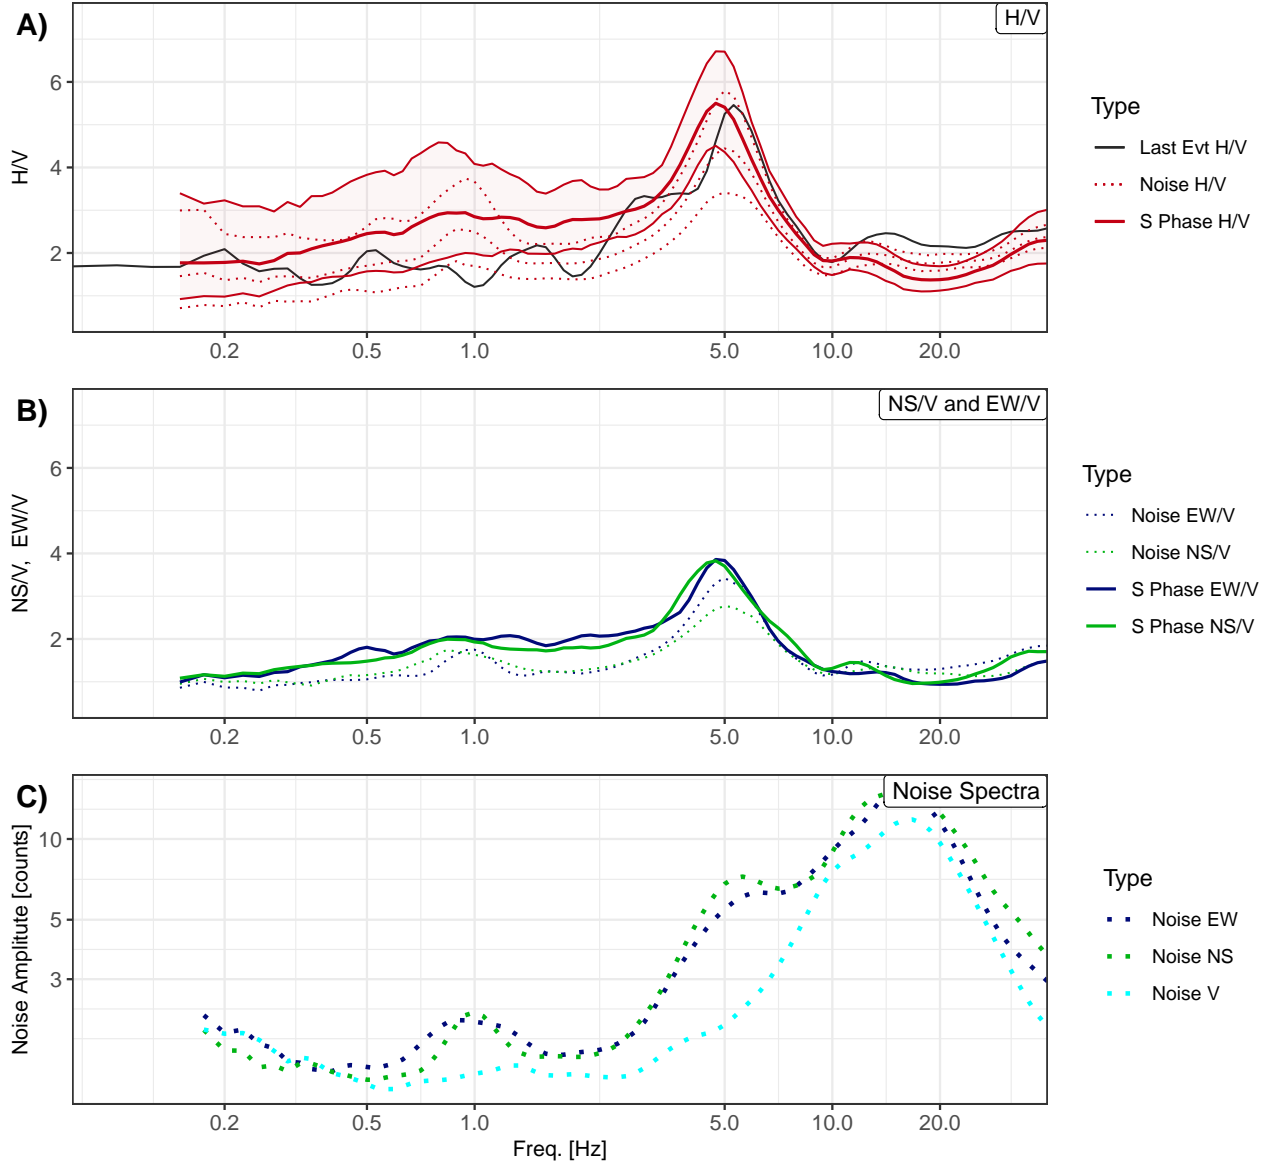 A)
H/V
H/V
6
4
2
0.2 0.5 1.0 5.0 10.0 20.0
Type
Last Evt H/V
Noise H/V
S Phase H/V
B)
NS/V and EW/V
NS/V, EW/V
6
4
2
0.2 0.5 1.0 5.0 10.0 20.0
Type
Noise EW/V
Noise NS/V
S Phase EW/V
S Phase NS/V
C)
Noise Spectra
Noise Amplitude [counts]
10
5
3
0.2 0.5 1.0 5.0 10.0 20.0
Freq. [Hz]
Type
Noise EW
Noise NS
Noise V